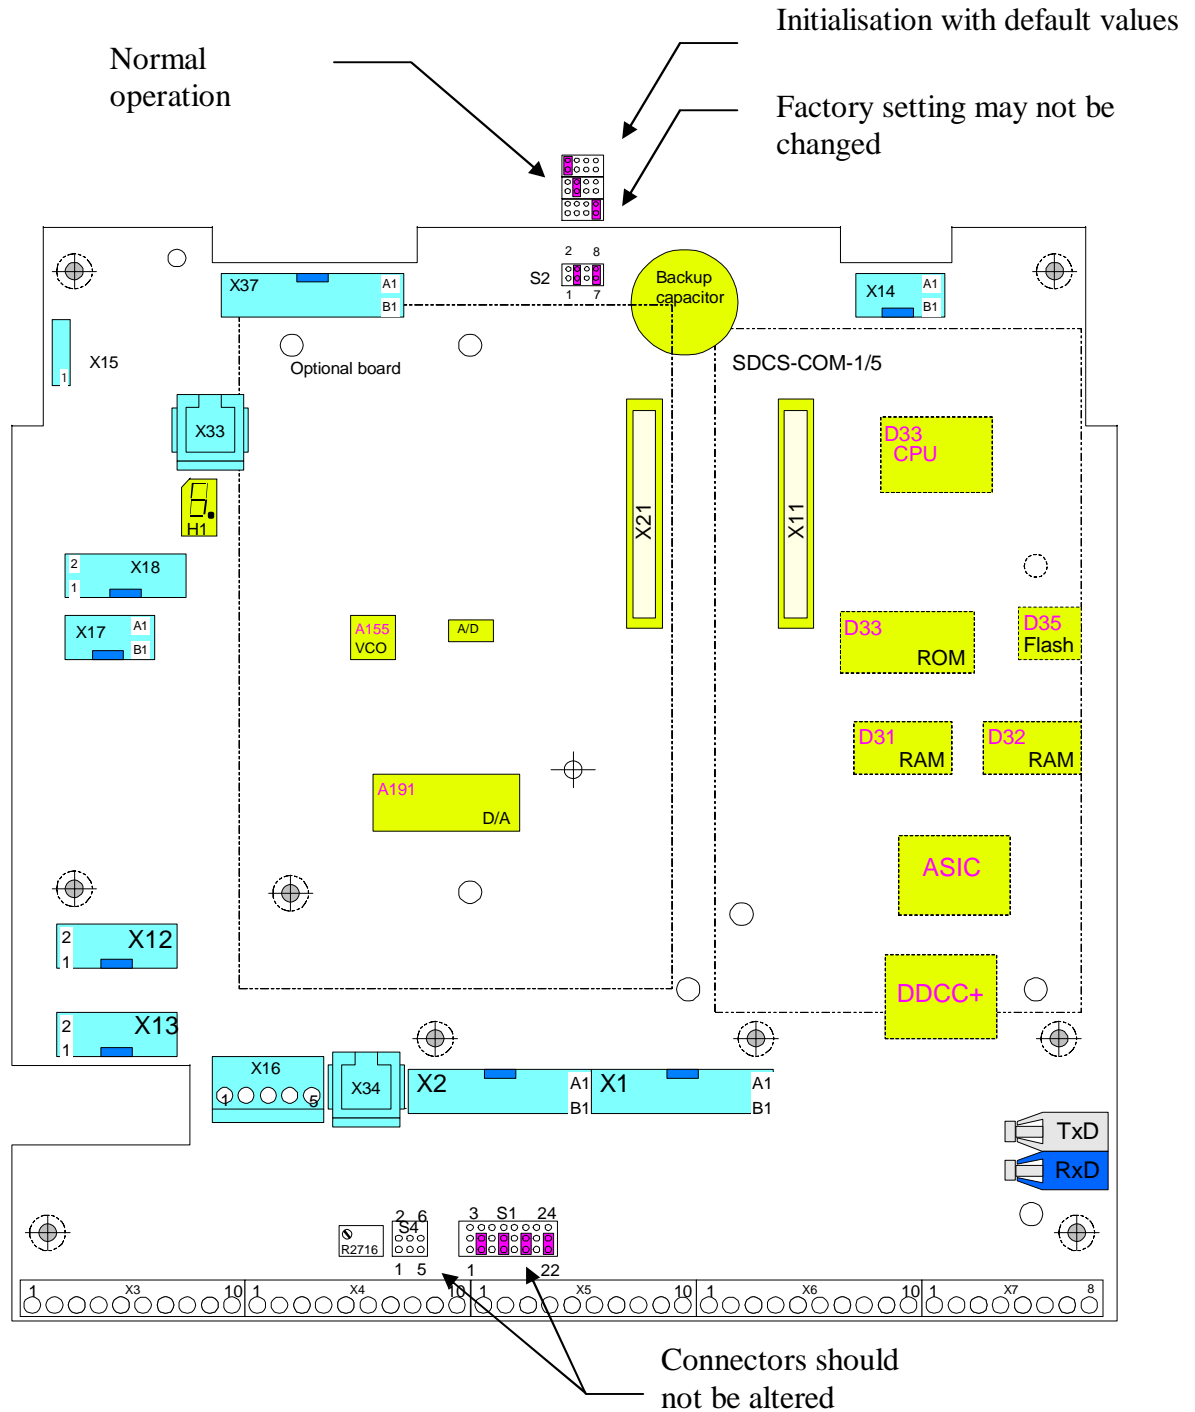 Initialisation with default values
Normal
operation
Factory setting may not be
changed
2 8
S2
1 7
X37 A1
B1
Backup
capacitor
X14 A1
B1
X15
1
Optional board
SDCS-COM-1/5
X33
D33
CPU
H1
X21
X11
2
1
X18
X17 A1
B1
A155
VCO
A/D
D33
ROM
D35
Flash
D31
RAM
D32
RAM
A191
D/A
ASIC
2
1
X12
DDCC+
2
1
X13
X16
1 5
X34
X2 A1
B1
X1 A1
B1
TxD
RxD
2 6
S4
1 5
R2716
3 S1 24
1 22
1 X3 10
1 X4 10
1 X5 10
1 X6 10
1 X7 8
Connectors should
not be altered